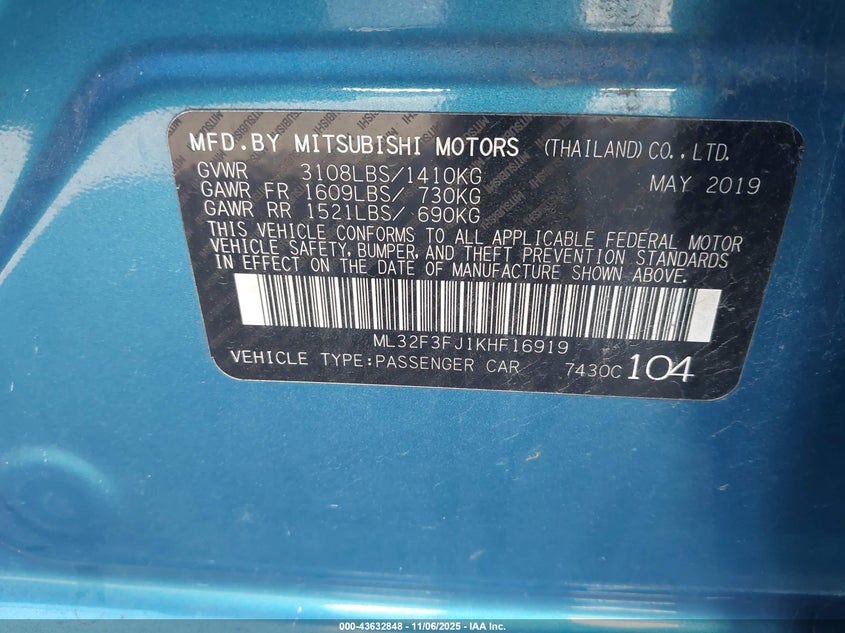 MFD.BY MITSUBISHI MOTORS (THAILAND)CO.,LTD.
GVWR 3108LBS/1410KG MAY 2019
GAWR FR 1609LBS/ 730KG
GAWR RR 1521LBS/ 690KG
THIS VEHICLE CONFORMS TO ALL APPLICABLE FEDERAL MOTOR
VEHICLE SAFETY, BUMPER, AND THEFT PREVENTION STANDARDS
IN EFFECT ON THE DATE OF MANUFACTURE SHOWN ABOVE.
ML32F3FJ1KHF16919
VEHICLE TYPE:PASSENGER CAR 7430C 104
000-43632848 - 11/06/2025 - IAA Inc.